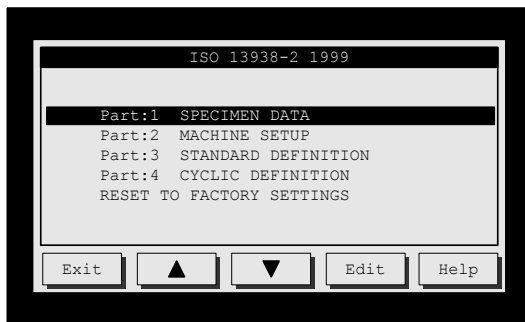 ISO 13938-2 1999
Part:1 SPECIMEN DATA
Part:2 MACHINE SETUP
Part:3 STANDARD DEFINITION
Part:4 CYCLIC DEFINITION
RESET TO FACTORY SETTINGS
Exit ▲ ▼ Edit Help